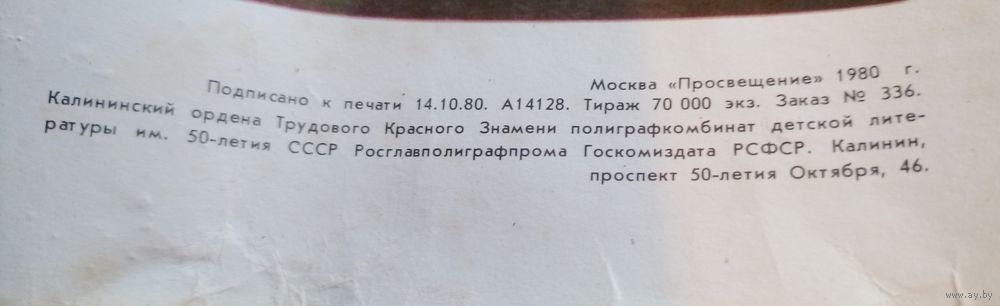 Москва «Просвещение» 1980 г.
Подписано к печати 14.10.80. А14128. Тираж 70 000 экз. Заказ № 336.
Калининский ордена Трудового Красного Знамени полиграфкомбинат детской лите-
ратуры им. 50-летия СССР Росглавполиграфпрома Госкомиздата РСФСР. Калинин,
проспект 50-летия Октября, 46.
www.ay.by